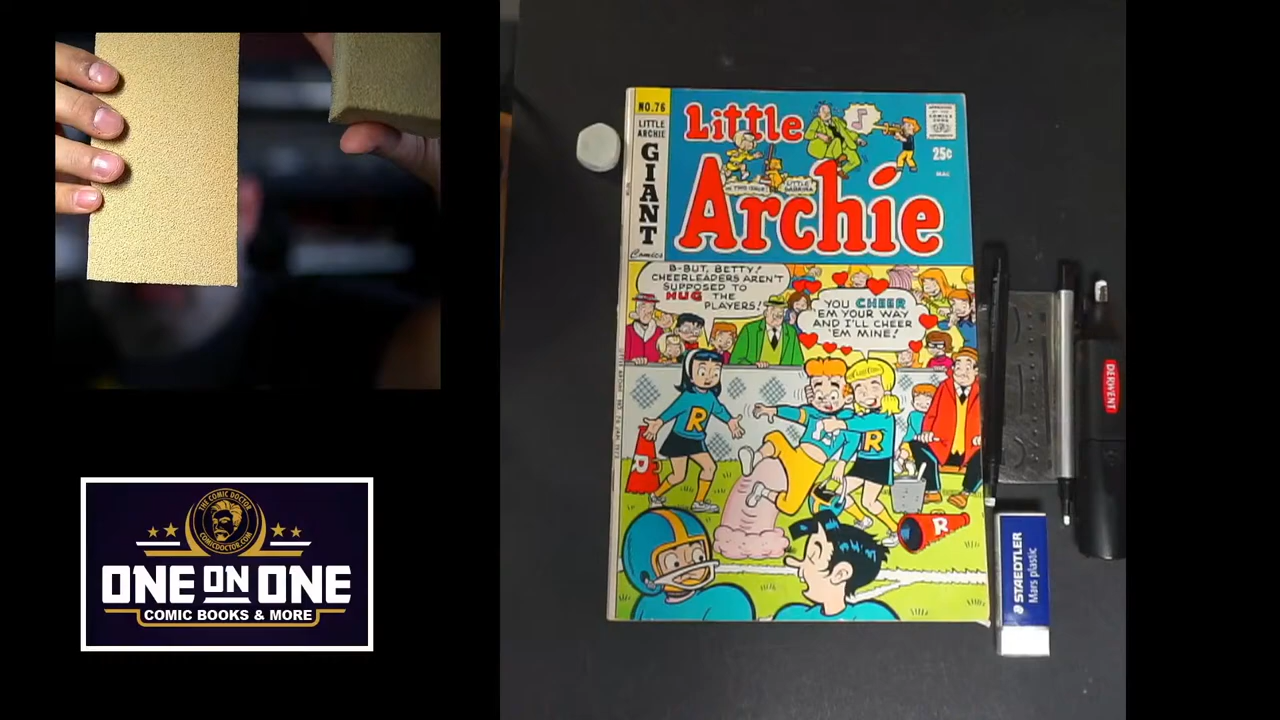 THE COMIC DOCTOR
COMICDOCTOR.COM
ONE ON ONE
COMIC BOOKS & MORE
NO.76
LITTLE
ARCHIE
GIANT
Comics
Little
Archie
25¢
B-BUT, BETTY!
CHEERLEADERS AREN'T
SUPPOSED TO
HUG THE
PLAYERS!
YOU CHEER
'EM YOUR WAY
AND I'LL CHEER
'EM MINE!
R
R
R
R
DERWENT
STAEDTLER
Mars plastic